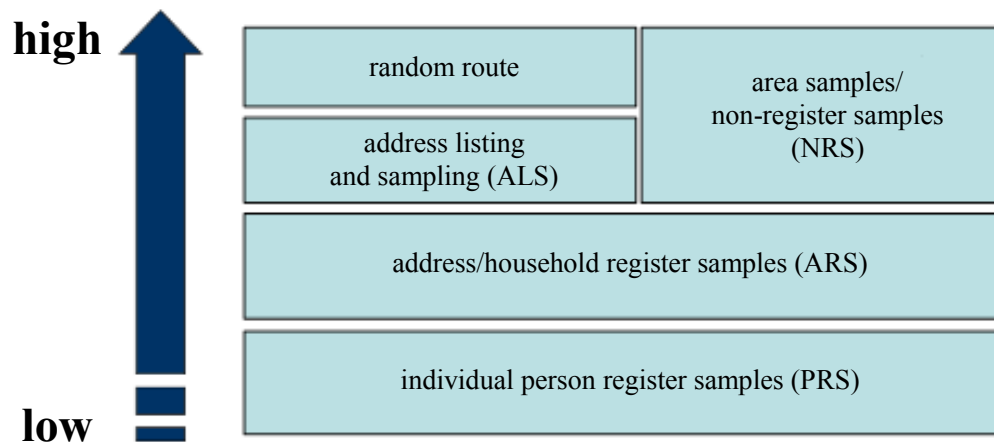 high
random route
area samples/
non-register samples
(NRS)
address listing
and sampling (ALS)
address/household register samples (ARS)
individual person register samples (PRS)
low